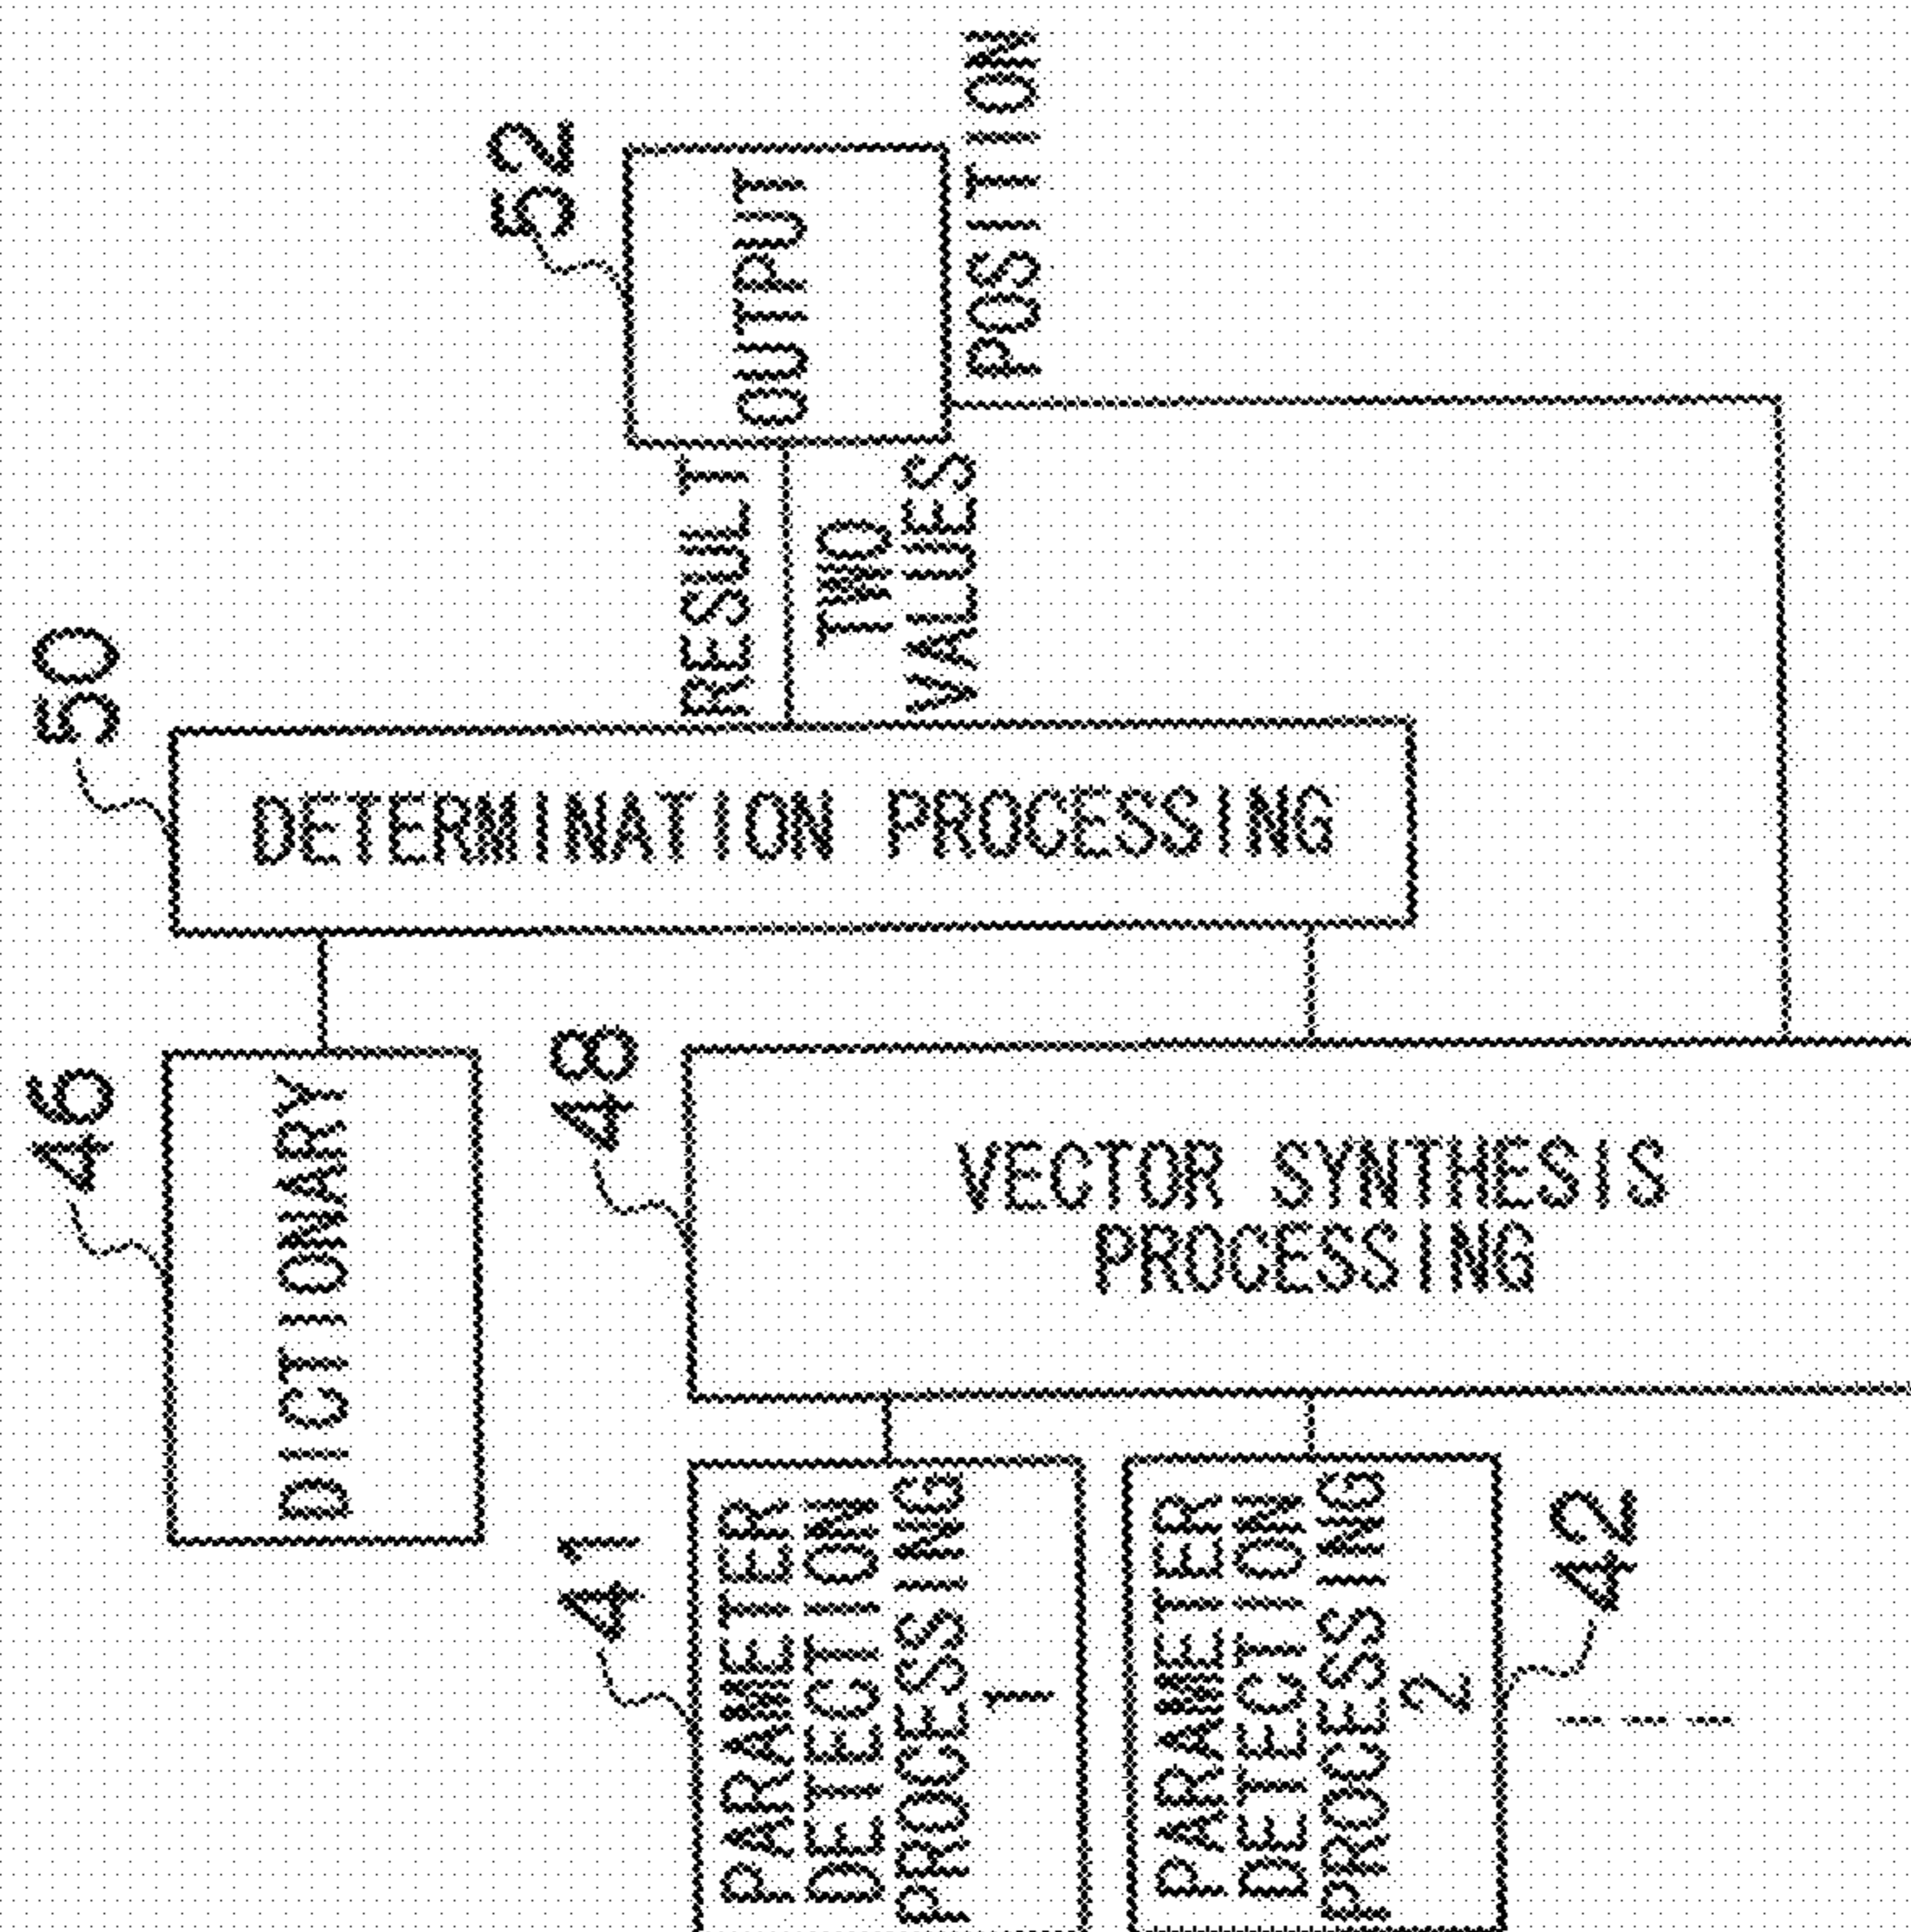 52
OUTPUT
POSITION
RESULT
TWO
VALUES
50
DETERMINATION PROCESSING
46
DICTIONARY
48
VECTOR SYNTHESIS
PROCESSING
41
PARAMETER
DETECTION
PROCESSING
1
PARAMETER
DETECTION
PROCESSING
2
42